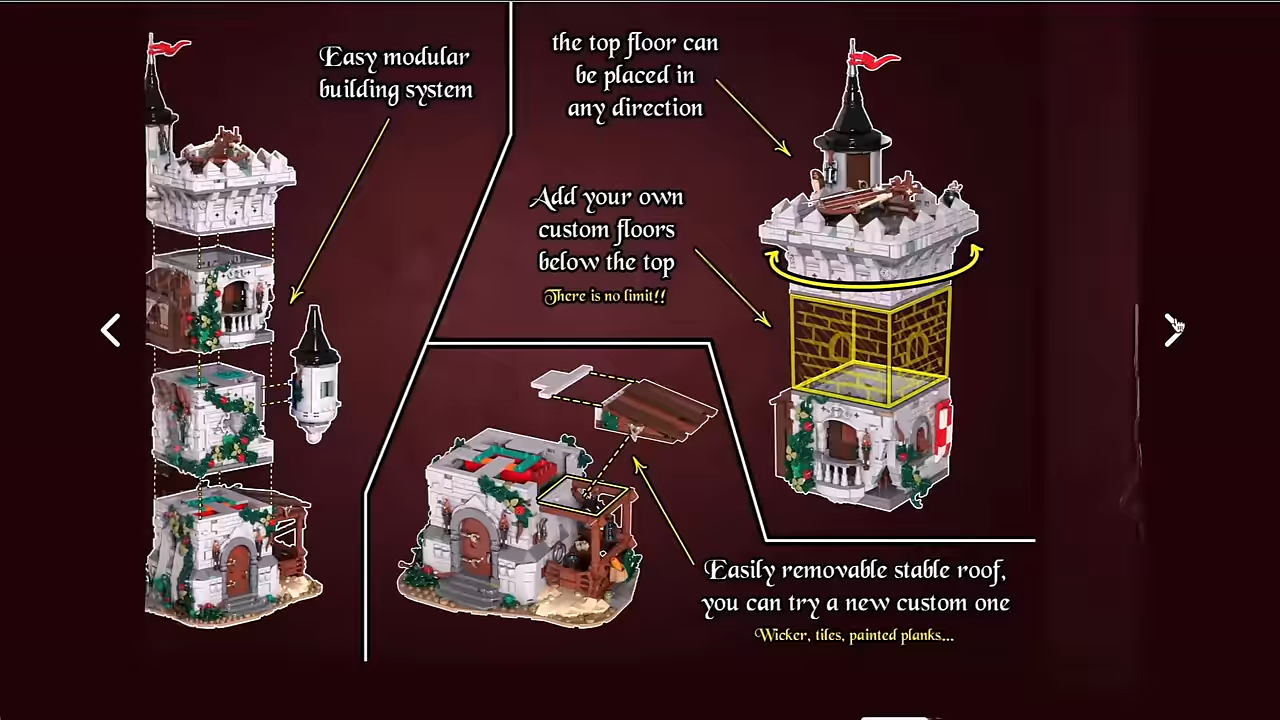 Easy modular
building system
the top floor can
be placed in
any direction
Add your own
custom floors
below the top
There is no limit!!
Easily removable stable roof,
you can try a new custom one
Wicker, tiles, painted planks...